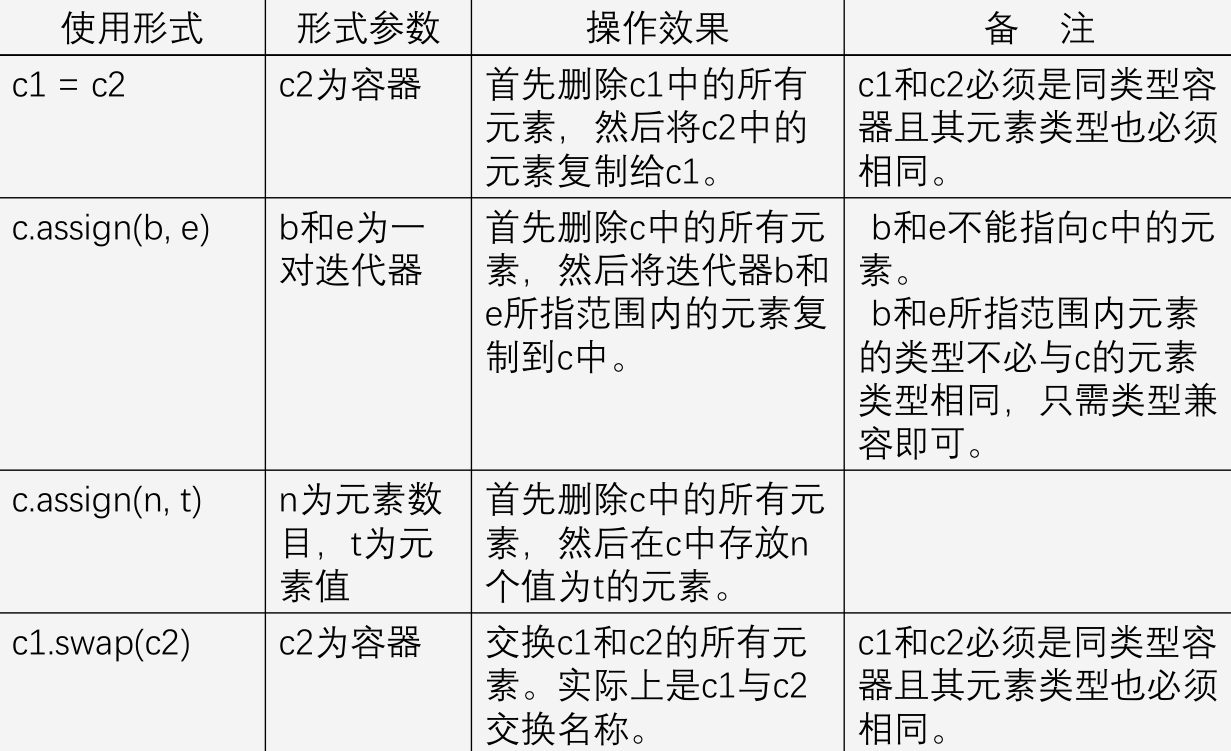 使用形式 形式参数 操作效果 备 注
c1 = c2
c2为容器
首先删除c1中的所有
元素，然后将c2中的
元素复制给c1。
c1和c2必须是同类型容
器且其元素类型也必须
相同。
c.assign(b, e)
b和e为一
对迭代器
首先删除c中的所有元
素，然后将迭代器b和
e所指范围内的元素复
制到c中。
b和e不能指向c中的元
素。
b和e所指范围内元素
的类型不必与c的元素
类型相同，只需类型兼
容即可。
c.assign(n, t)
n为元素数
目，t为元
素值
首先删除c中的所有元
素，然后在c中存放n
个值为t的元素。
c1.swap(c2)
c2为容器
交换c1和c2的所有元
素。实际上是c1与c2
交换名称。
c1和c2必须是同类型容
器且其元素类型也必须
相同。